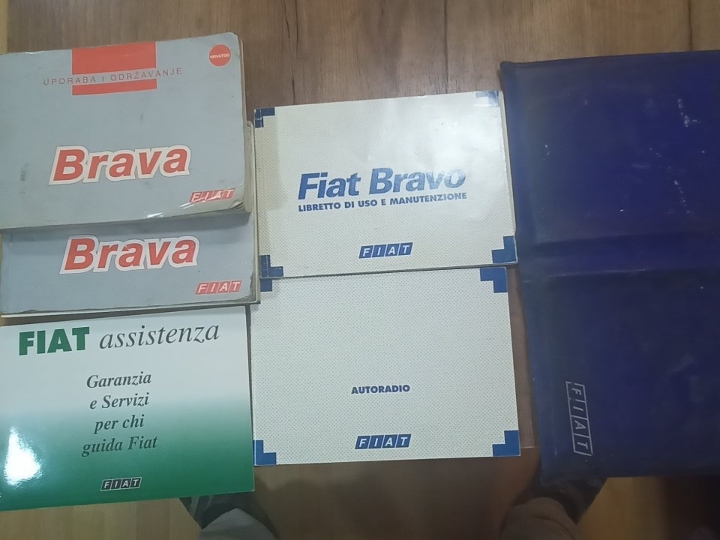 UPORABA I ODRŽAVANJE
Brava
FIAT
Brava
FIAT
FIAT assistenza
Garanzia
e Servizi
per chi
guida Fiat
FIAT
Fiat Bravo
LIBRETTO DI USO E MANUTENZIONE
FIAT
AUTORADIO
FIAT
FIAT